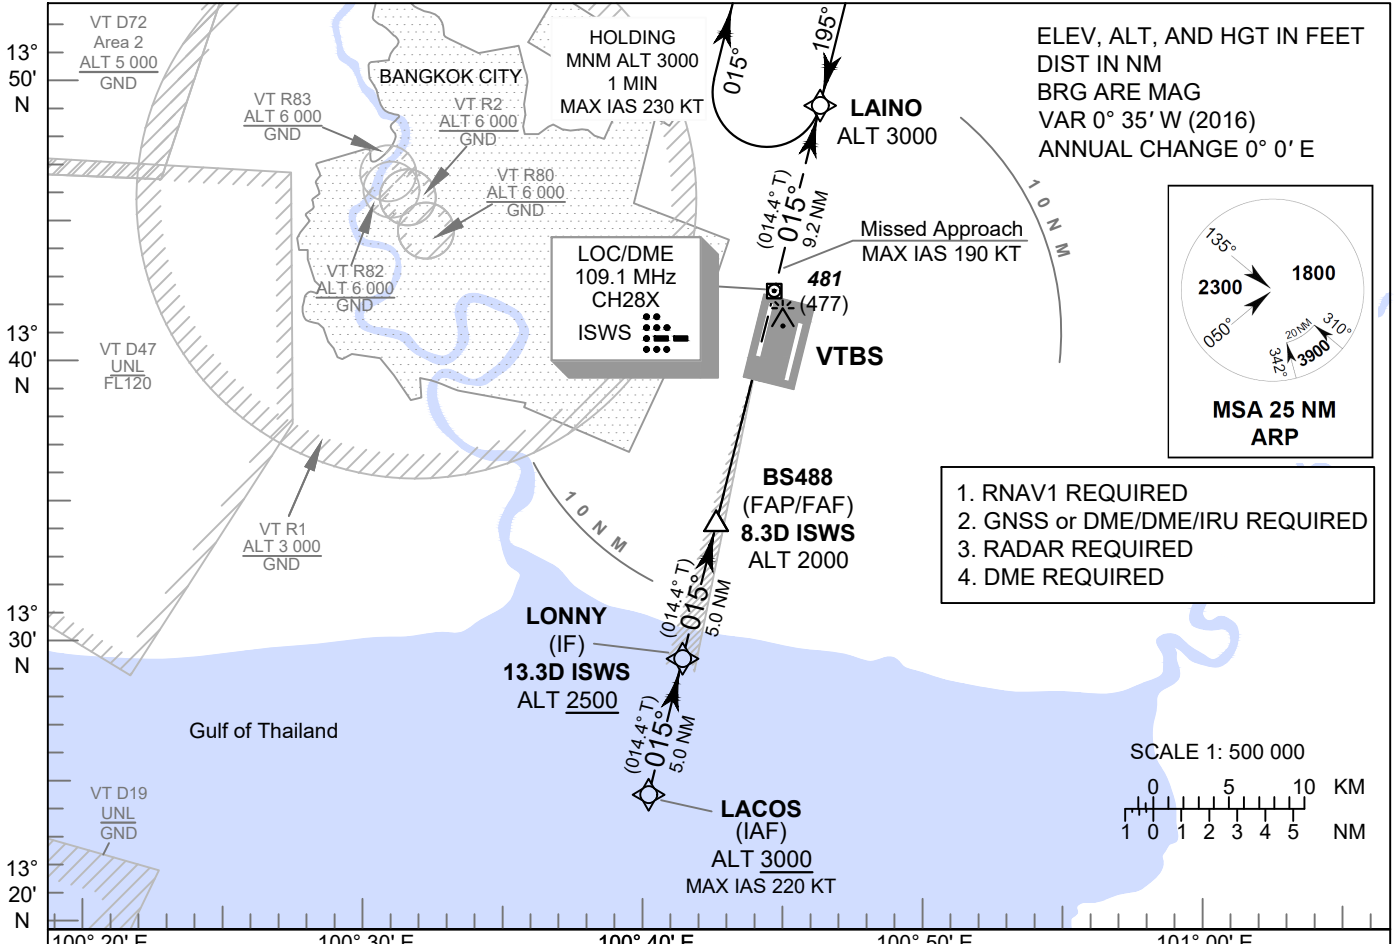 VT D72
Area 2
ALT 5 000
GND
13°
50'
N
HOLDING
MNM ALT 3000
1 MIN
MAX IAS 230 KT
015°
195°
LAINO
ALT 3000
ELEV, ALT, AND HGT IN FEET
DIST IN NM
BRG ARE MAG
VAR 0° 35' W (2016)
ANNUAL CHANGE 0° 0' E
BANGKOK CITY
VT R83
ALT 6 000
GND
VT R2
ALT 6 000
GND
VT R80
ALT 6 000
GND
VT R82
ALT 6 000
GND
(014.4° T)
015°
9.2 NM
10 NM
Missed Approach
MAX IAS 190 KT
LOC/DME
109.1 MHz
CH28X
ISWS
481
(477)
VTBS
135°
2300
1800
050°
20 NM
310°
342°
3900
MSA 25 NM
ARP
13°
40'
N
VT D47
UNL
FL120
VT R1
ALT 3 000
GND
10 NM
BS488
(FAP/FAF)
8.3D ISWS
ALT 2000
1. RNAV1 REQUIRED
2. GNSS or DME/DME/IRU REQUIRED
3. RADAR REQUIRED
4. DME REQUIRED
(014.4° T)
015°
5.0 NM
13°
30'
N
LONNY
(IF)
13.3D ISWS
ALT 2500
(014.4° T)
015°
5.0 NM
Gulf of Thailand
LACOS
(IAF)
ALT 3000
MAX IAS 220 KT
VT D19
UNL
GND
SCALE 1: 500 000
0 5 10 KM
1 0 1 2 3 4 5 NM
13°
20'
N
100° 20' E
100° 30' E
100° 40' E
100° 50' E
101° 00' E